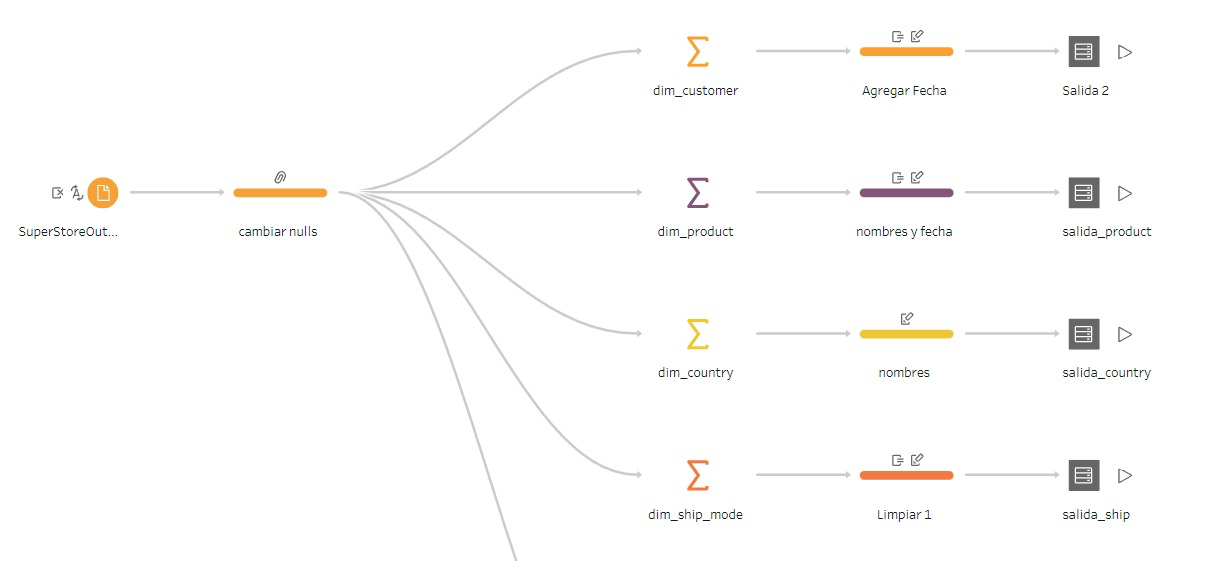 dim_customer
Agregar Fecha
Salida 2
SuperStoreOut...
cambiar nulls
dim_product
nombres y fecha
salida_product
dim_country
nombres
salida_country
dim_ship_mode
Limpiar 1
salida_ship